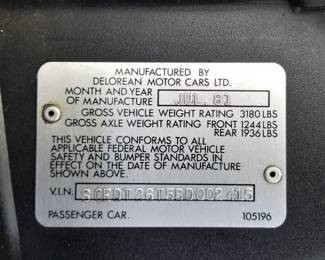 MANUFACTURED BY
DELOREAN MOTOR CARS LTD.
MONTH AND YEAR
OF MANUFACTURE JUL 81
GROSS VEHICLE WEIGHT RATING 3180 LBS
GROSS AXLE WEIGHT RATING FRONT 1244 LBS
REAR 1936 LBS
THIS VEHICLE CONFORMS TO ALL
APPLICABLE FEDERAL MOTOR VEHICLE
SAFETY AND BUMPER STANDARDS IN
EFFECT ON THE DATE OF MANUFACTURE
SHOWN ABOVE.
V.I.N. SCEDT26T5BD002415
PASSENGER CAR. 105196